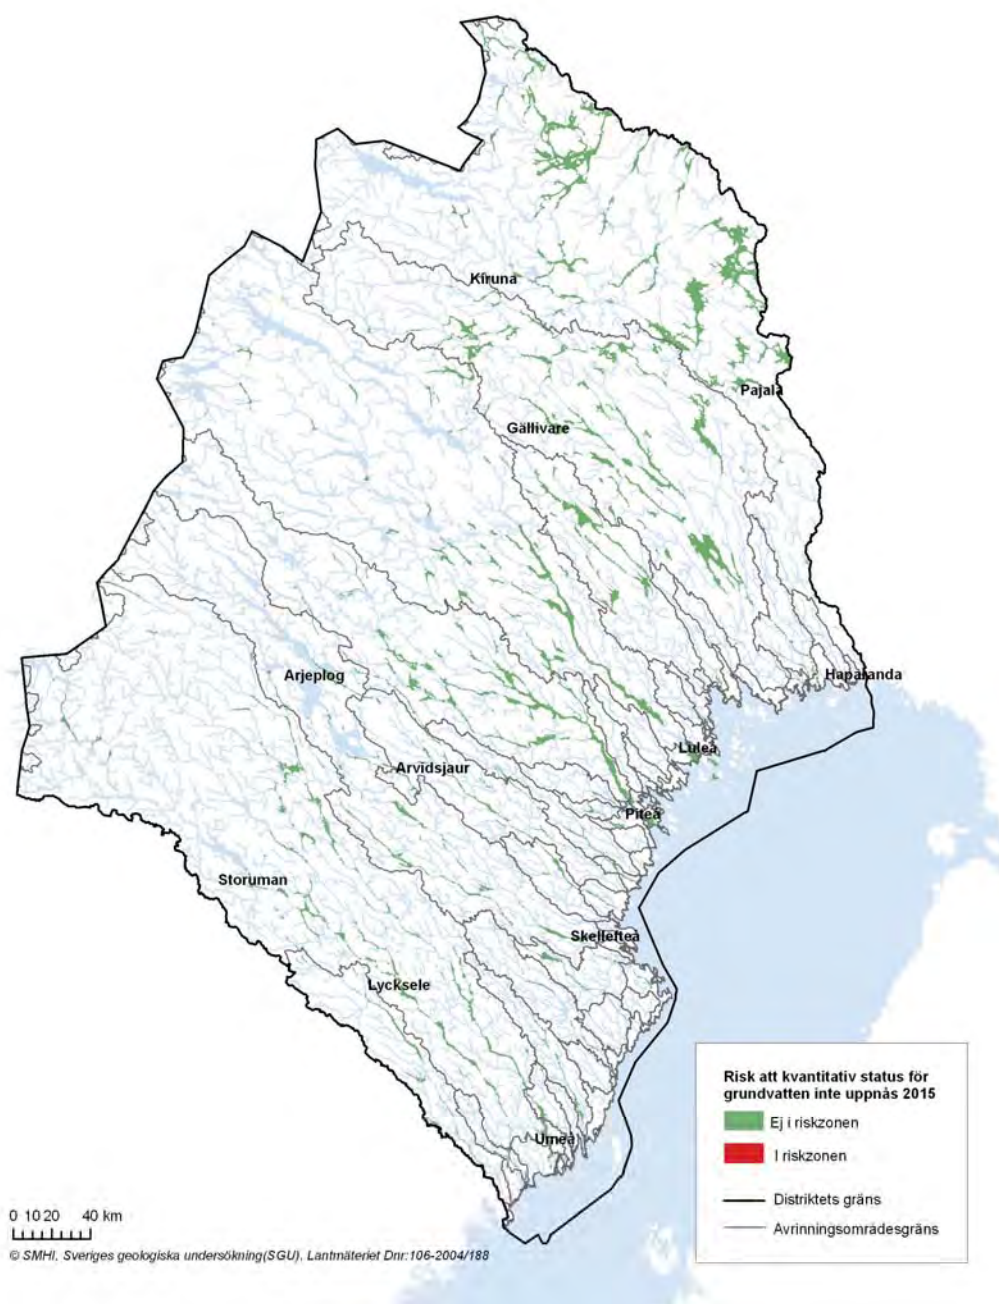 Kiruna
Pajala
Gällivare
Haparanda
Arjeplog
Luleå
Arvidsjaur
Piteå
Storuman
Skellefteå
Lycksele
Umeå
Risk att kvantitativ status för
grundvatten inte uppnås 2015
Ej i riskzonen
I riskzonen
Distriktets gräns
Avrinningsområdesgräns
0 10 20 40 km
© SMHI, Sveriges geologiska undersökning(SGU), Lantmäteriet Dnr:106-2004/188